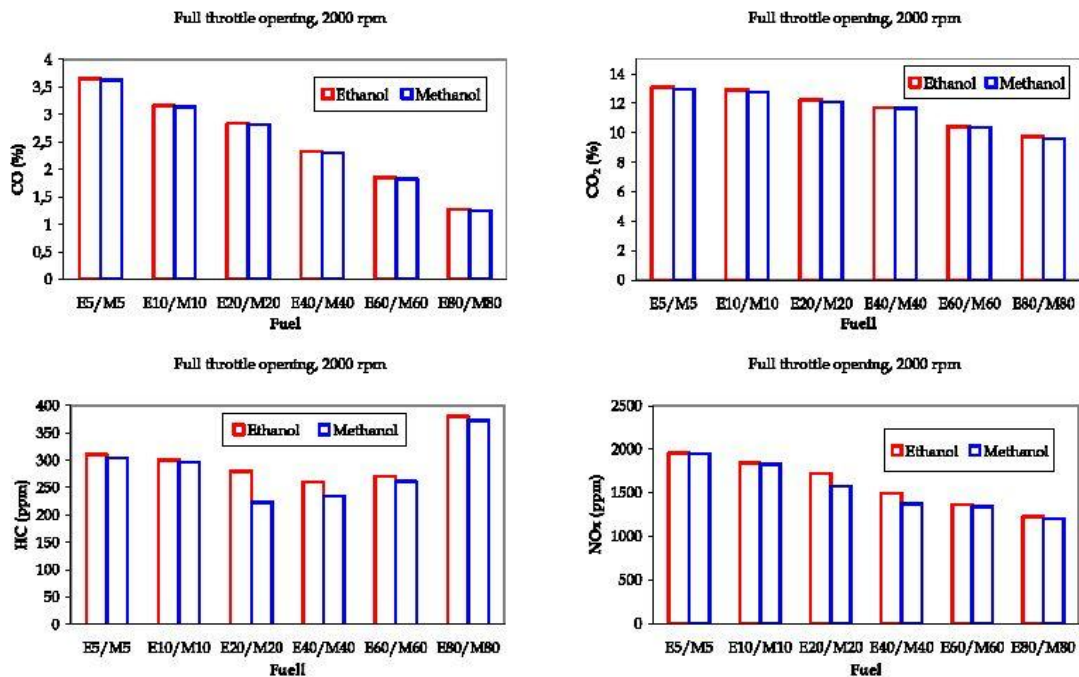 Full throttle opening, 2000 rpm
4
3,5
3
2,5
2
1,5
1
0,5
0
CO (%)
Ethanol Methanol
E5/M5 E10/M10 E20/M20 E40/M40 E60/M60 E80/M80
Fuel
Full throttle opening, 2000 rpm
14
12
10
8
6
4
2
0
CO₂ (%)
Ethanol Methanol
E5/M5 E10/M10 E20/M20 E40/M40 E60/M60 E80/M80
Fuell
Full throttle opening, 2000 rpm
400
350
300
250
200
150
100
50
0
HC (ppm)
Ethanol Methanol
E5/M5 E10/M10 E20/M20 E40/M40 E60/M60 E80/M80
Fuell
Full throttle opening, 2000 rpm
2500
2000
1500
1000
500
0
NOx (ppm)
Ethanol Methanol
E5/M5 E10/M10 E20/M20 E40/M40 E60/M60 E80/M80
Fuel